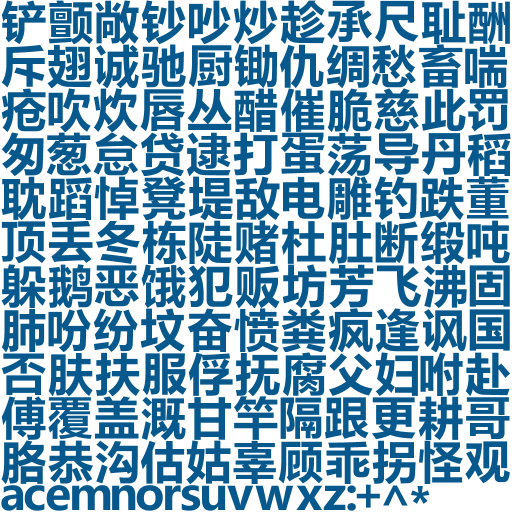 铲颤敞钞吵炒趁承尺耻酬
斥翅诚驰厨锄仇绸愁畜喘
疮吹炊唇丛醋催脆慈此罚
匆葱怠贷逮打蛋荡导丹稻
耽蹈悼凳堤敌电雕钓跌董
顶丢冬栋陡赌杜肚断缎吨
躲鹅恶饿犯贩坊芳飞沸固
肺吩纷坟奋愤粪疯逢讽国
否肤扶服俘抚腐父妇咐赴
傅覆盖溉甘竿隔跟更耕哥
胳恭沟估姑辜顾乖拐怪观
acemnorsuvwxz:+^*